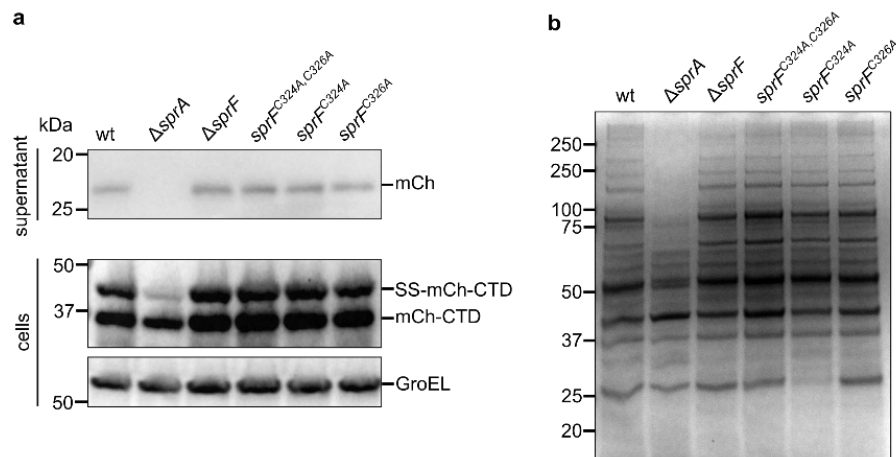 a
kDa
wt
ΔsprA
ΔsprF
sprF^C324A, C326A
sprF^C324A
sprF^C326A
supernatant
20
25
mCh
cells
50
37
SS-mCh-CTD
mCh-CTD
50
GroEL
b
wt
ΔsprA
ΔsprF
sprF^C324A, C326A
sprF^C324A
sprF^C326A
250
250
100
75
50
37
25
20